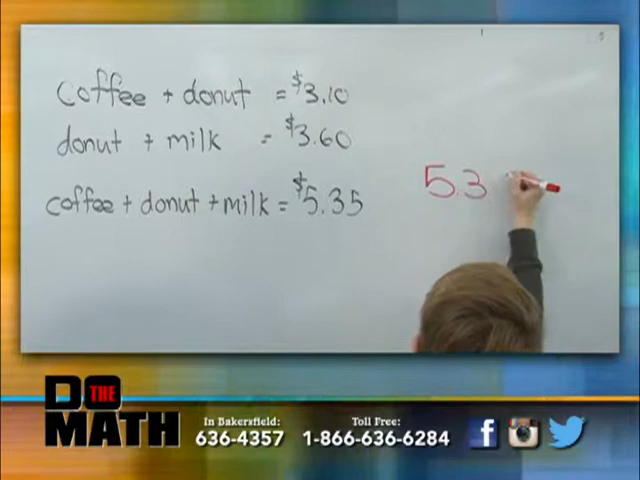 coffee + donut = $3.10
donut + milk = $3.60
coffee + donut + milk = $5.35
5.3
DO THE MATH
In Bakersfield: 636-4357
Toll Free: 1-866-636-6284